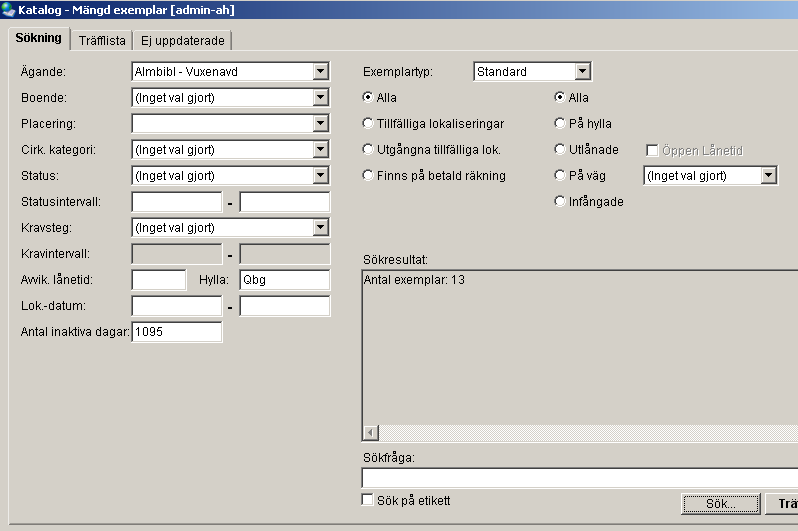 Katalog - Mängd exemplar [admin-ah]
Sökning Träfflista Ej uppdaterade
Ägande: Almbibl - Vuxenavd
Boende: (Inget val gjort)
Placering:
Cirk. kategori: (Inget val gjort)
Status: (Inget val gjort)
Statusintervall: -
Kravsteg: (Inget val gjort)
Kravintervall: -
Avvik. lånetid: Hylla: Qbg
Lok.-datum: -
Antal inaktiva dagar: 1095
Exemplartyp: Standard
Alla Alla
Tillfälliga lokaliseringar På hylla
Utgångna tillfälliga lok. Utlånade Öppen Lånetid
Finns på betald räkning På väg (Inget val gjort)
Infångade
Sökresultat:
Antal exemplar: 13
Sökfråga:
Sök på etikett
Sök... Trä